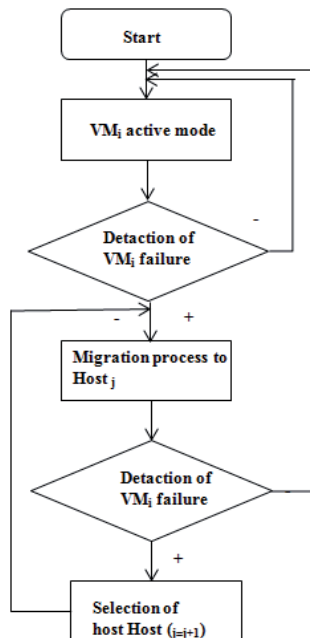 Start
VMᵢ active mode
Detaction of
VMᵢ failure
-
- +
Migration process to
Host ⱼ
Detaction of
VMᵢ failure
-
+
Selection of
host Host (ⱼ₌ⱼ₊₁)